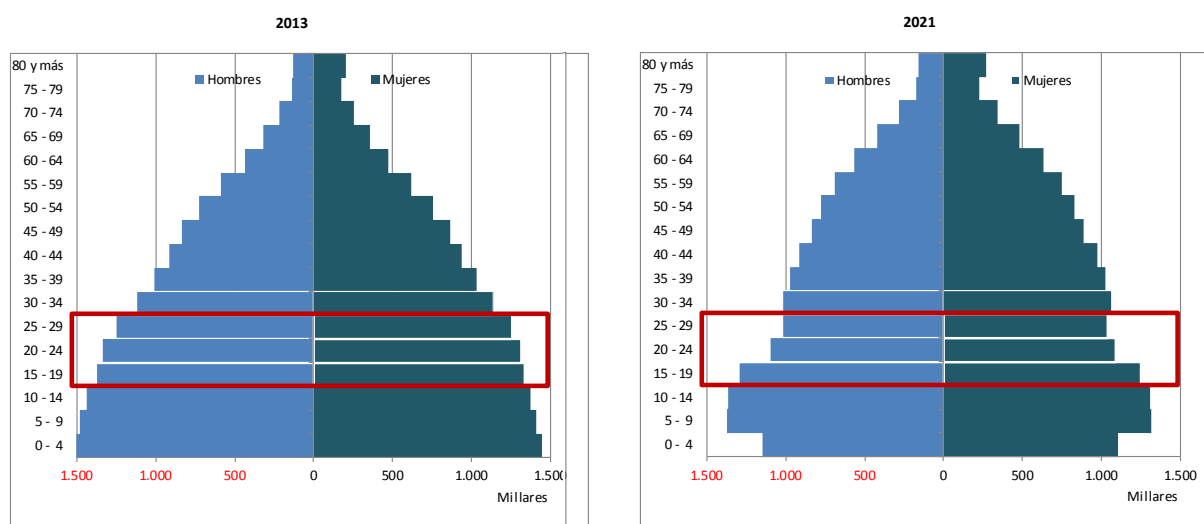 2013
80 y más
75 - 79
70 - 74
65 - 69
60 - 64
55 - 59
50 - 54
45 - 49
40 - 44
35 - 39
30 - 34
25 - 29
20 - 24
15 - 19
10 - 14
5 - 9
0 - 4
Hombres Mujeres
1.500 1.000 500 0 500 1.000 1.500
Millares
2021
80 y más
75 - 79
70 - 74
65 - 69
60 - 64
55 - 59
50 - 54
45 - 49
40 - 44
35 - 39
30 - 34
25 - 29
20 - 24
15 - 19
10 - 14
5 - 9
0 - 4
Hombres Mujeres
1.500 1.000 500 0 500 1.000 1.500
Millares